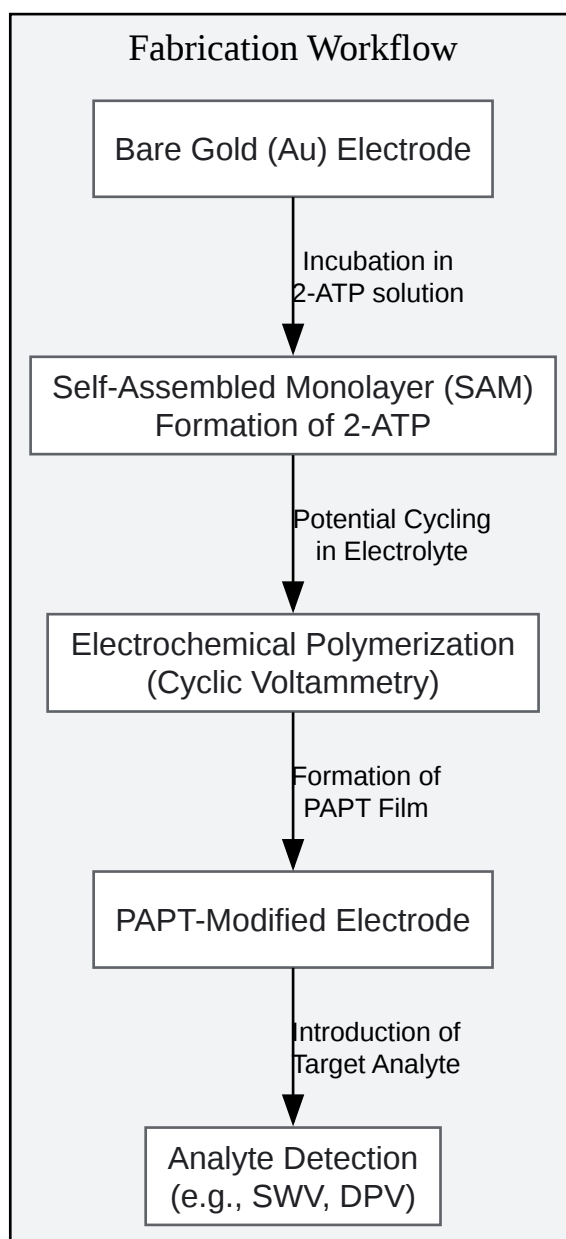 Fabrication Workflow
Bare Gold (Au) Electrode
Incubation in
2-ATP solution
Self-Assembled Monolayer (SAM)
Formation of 2-ATP
Potential Cycling
in Electrolyte
Electrochemical Polymerization
(Cyclic Voltammetry)
Formation of
PAPT Film
PAPT-Modified Electrode
Introduction of
Target Analyte
Analyte Detection
(e.g., SWV, DPV)